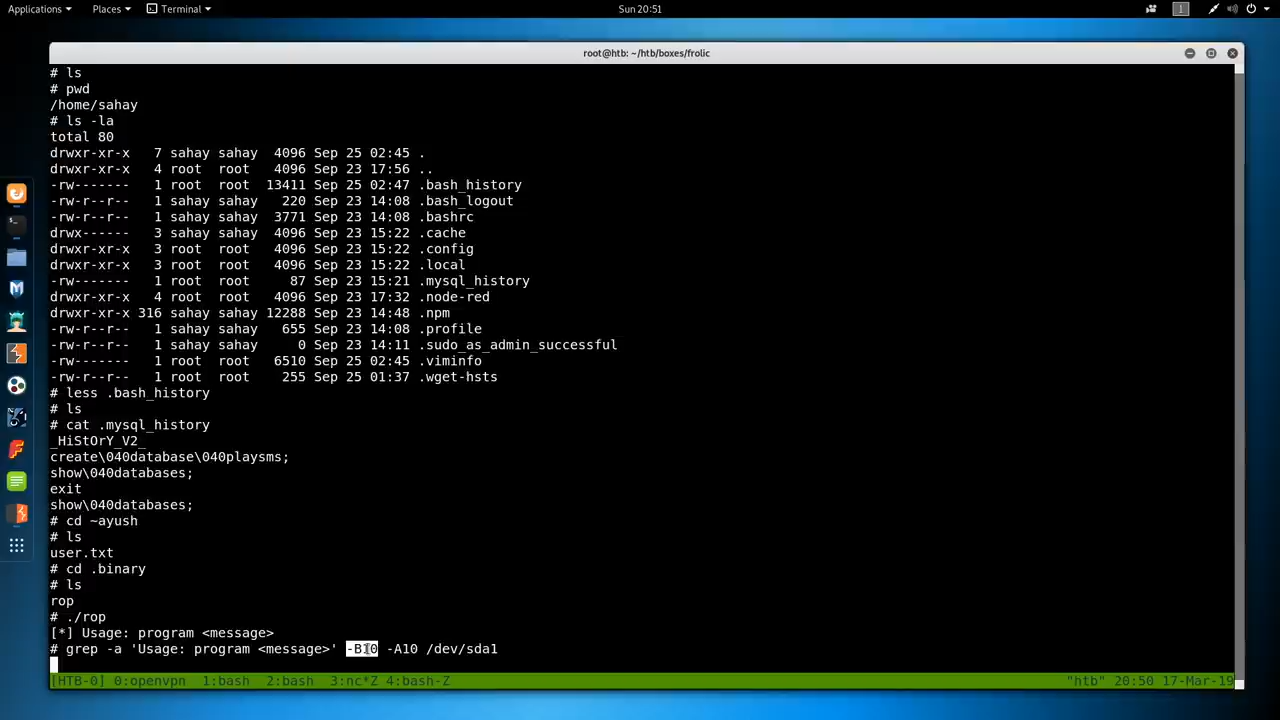 Applications Places Terminal Sun 20:51 1
root@htb: ~/htb/boxes/frolic
# ls
# pwd
/home/sahay
# ls -la
total 80
drwxr-xr-x   7 sahay sahay  4096 Sep 25 02:45 .
drwxr-xr-x   4 root  root   4096 Sep 23 17:56 ..
-rw-------   1 root  root  13411 Sep 25 02:47 .bash_history
-rw-r--r--   1 sahay sahay   220 Sep 23 14:08 .bash_logout
-rw-r--r--   1 sahay sahay  3771 Sep 23 14:08 .bashrc
drwx------   3 sahay sahay  4096 Sep 23 15:22 .cache
drwxr-xr-x   3 root  root   4096 Sep 23 15:22 .config
drwxr-xr-x   3 root  root   4096 Sep 23 15:22 .local
-rw-------   1 root  root     87 Sep 23 15:21 .mysql_history
drwxr-xr-x   4 root  root   4096 Sep 23 17:32 .node-red
drwxr-xr-x 316 sahay sahay 12288 Sep 23 14:48 .npm
-rw-r--r--   1 sahay sahay   655 Sep 23 14:08 .profile
-rw-r--r--   1 sahay sahay     0 Sep 23 14:11 .sudo_as_admin_successful
-rw-------   1 root  root   6510 Sep 25 02:45 .viminfo
-rw-r--r--   1 root  root    255 Sep 25 01:37 .wget-hsts
# less .bash_history
# ls
# cat .mysql_history
_HiStOrY_V2_
create\040database\040playsms;
show\040databases;
exit
show\040databases;
# cd ~ayush
# ls
user.txt
# cd .binary
# ls
rop
# ./rop
[*] Usage: program <message>
# grep -a 'Usage: program <message>' -B10 -A10 /dev/sda1
[HTB-0] 0:openvpn  1:bash  2:bash  3:nc*Z 4:bash-Z "htb" 20:50 17-Mar-19